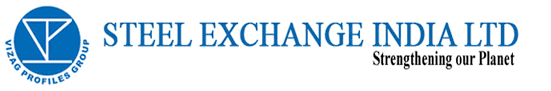 VIZAG PROFILES GROUP
STEEL EXCHANGE INDIA LTD
Strengthening our Planet